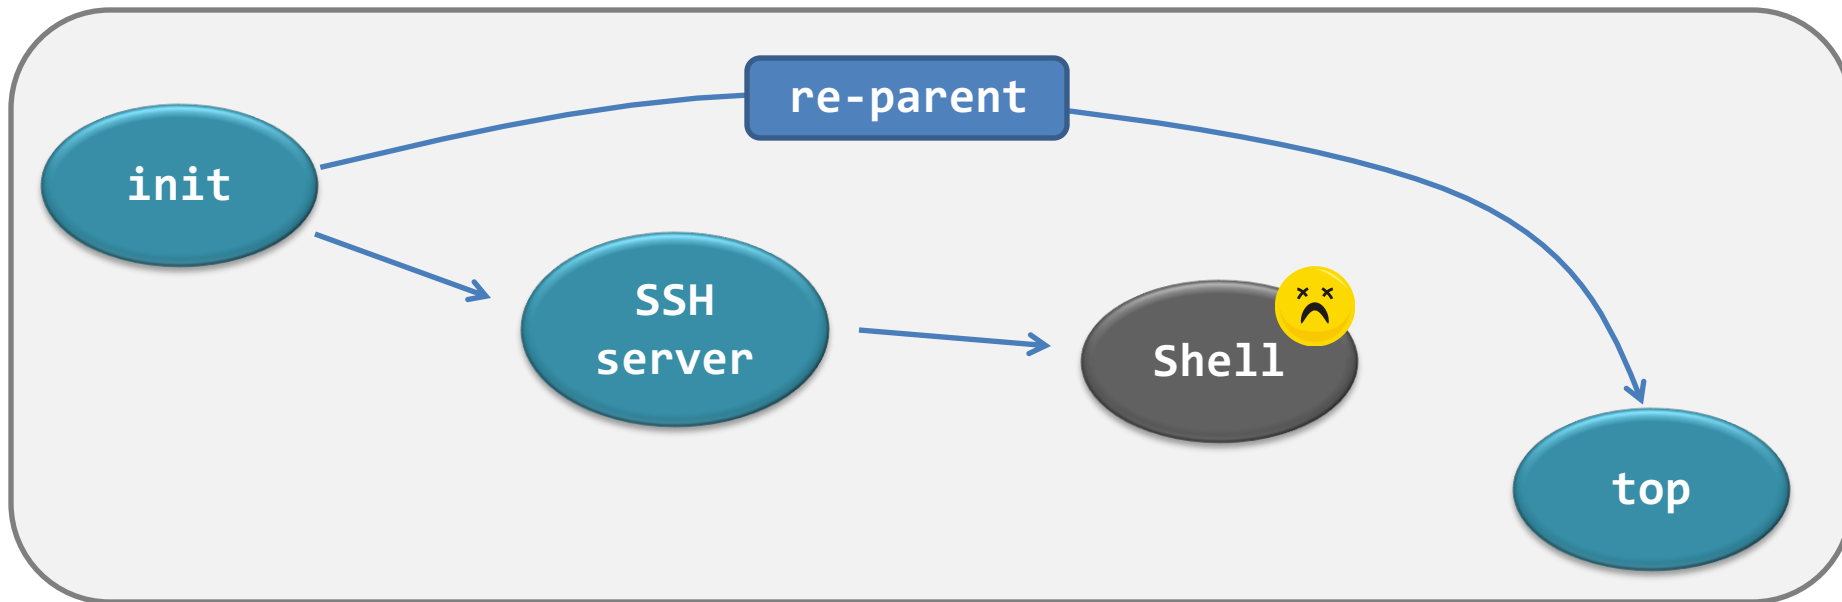 re-parent
init
SSH
server
Shell
top